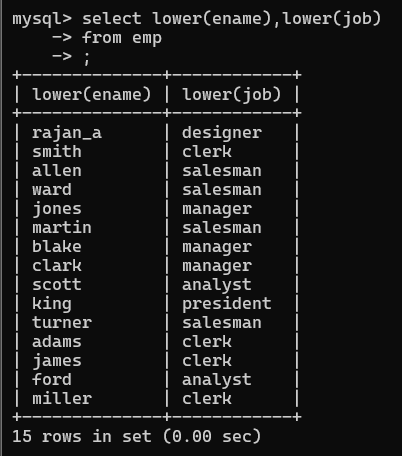 mysql> select lower(ename),lower(job)
    -> from emp
    -> ;
+--------------+------------+
| lower(ename) | lower(job) |
+--------------+------------+
| rajan_a      | designer   |
| smith        | clerk      |
| allen        | salesman   |
| ward         | salesman   |
| jones        | manager    |
| martin       | salesman   |
| blake        | manager    |
| clark        | manager    |
| scott        | analyst    |
| king         | president  |
| turner       | salesman   |
| adams        | clerk      |
| james        | clerk      |
| ford         | analyst    |
| miller       | clerk      |
+--------------+------------+
15 rows in set (0.00 sec)